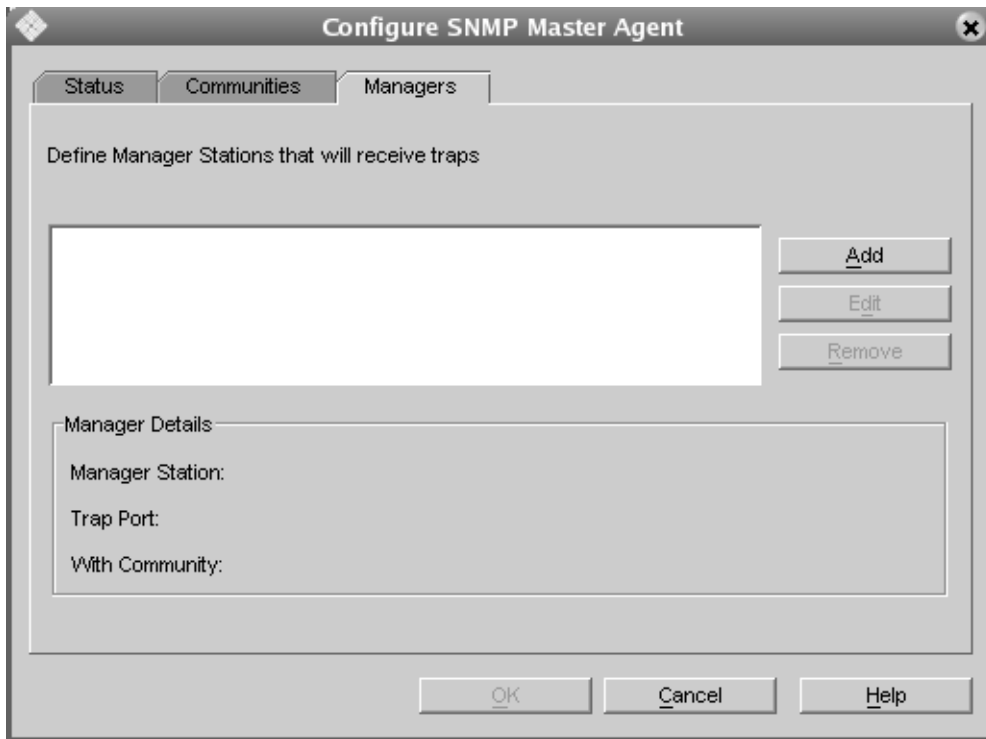 Configure SNMP Master Agent
Status
Communities
Managers
Define Manager Stations that will receive traps
Add
Edit
Remove
Manager Details
Manager Station:
Trap Port:
With Community:
OK
Cancel
Help